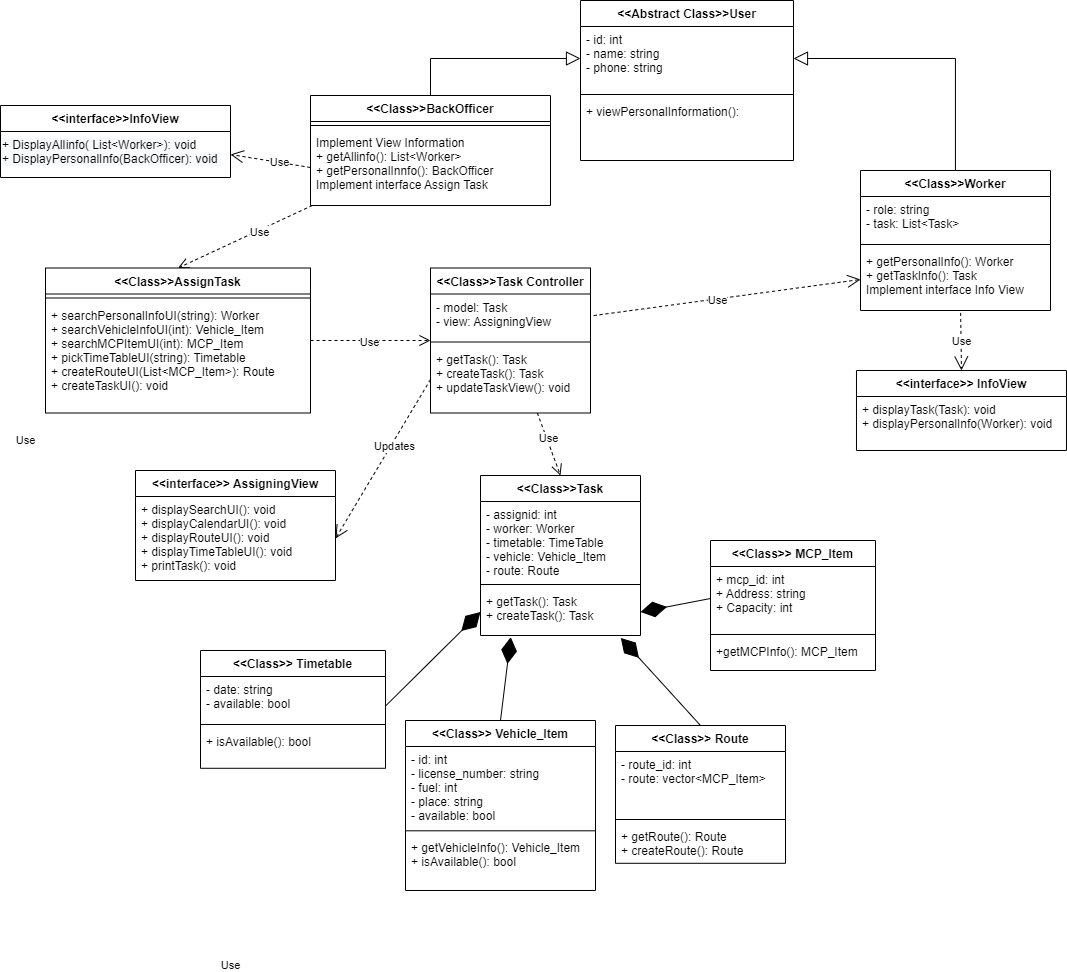 <<Abstract Class>>User
- id: int
- name: string
- phone: string
+ viewPersonalInformation():
<<Class>>BackOfficer
Implement View Information
+ getAllinfo(): List<Worker>
+ getPersonalInnfo(): BackOfficer
Implement interface Assign Task
<<interface>>InfoView
+ DisplayAllinfo( List<Worker>): void
+ DisplayPersonalInfo(BackOfficer): void
Use
Use
<<Class>>Worker
- role: string
- task: List<Task>
+ getPersonalInfo(): Worker
+ getTaskInfo(): Task
Implement interface Info View
<<Class>>AssignTask
+ searchPersonalInfoUI(string): Worker
+ searchVehicleInfoUI(int): Vehicle_Item
+ searchMCPItemUI(int): MCP_Item
+ pickTimeTableUI(string): Timetable
+ createRouteUI(List<MCP_Item>): Route
+ createTaskUI(): void
Use
<<Class>>Task Controller
- model: Task
- view: AssigningView
+ getTask(): Task
+ createTask(): Task
+ updateTaskView(): void
Use
Use
<<interface>> InfoView
+ displayTask(Task): void
+ displayPersonalInfo(Worker): void
Use
Updates
Use
<<interface>> AssigningView
+ displaySearchUI(): void
+ displayCalendarUI(): void
+ displayRouteUI(): void
+ displayTimeTableUI(): void
+ printTask(): void
<<Class>>Task
- assignid: int
- worker: Worker
- timetable: TimeTable
- vehicle: Vehicle_Item
- route: Route
+ getTask(): Task
+ createTask(): Task
<<Class>> MCP_Item
+ mcp_id: int
+ Address: string
+ Capacity: int
+getMCPInfo(): MCP_Item
<<Class>> Timetable
- date: string
- available: bool
+ isAvailable(): bool
<<Class>> Vehicle_Item
- id: int
- license_number: string
- fuel: int
- place: string
- available: bool
+ getVehicleInfo(): Vehicle_Item
+ isAvailable(): bool
<<Class>> Route
- route_id: int
- route: vector<MCP_Item>
+ getRoute(): Route
+ createRoute(): Route
Use